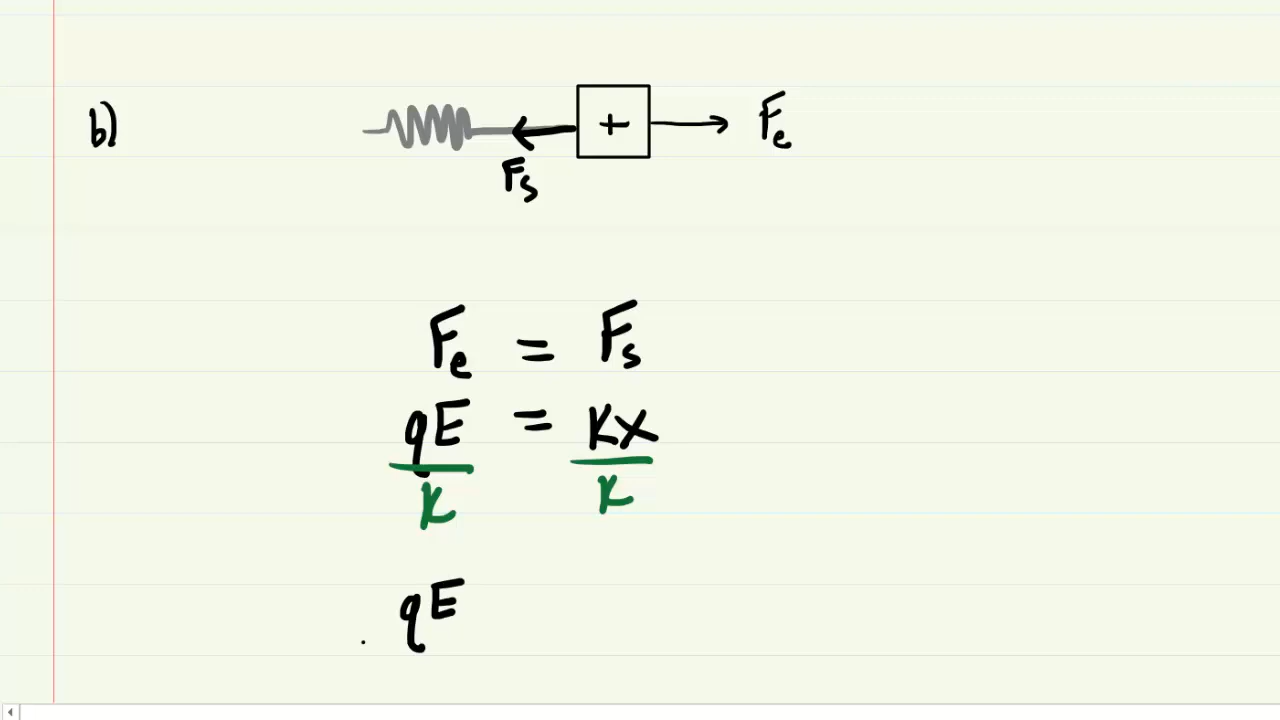 b) + Fe
Fs
Fe = Fs
qE = kx
k k
qE